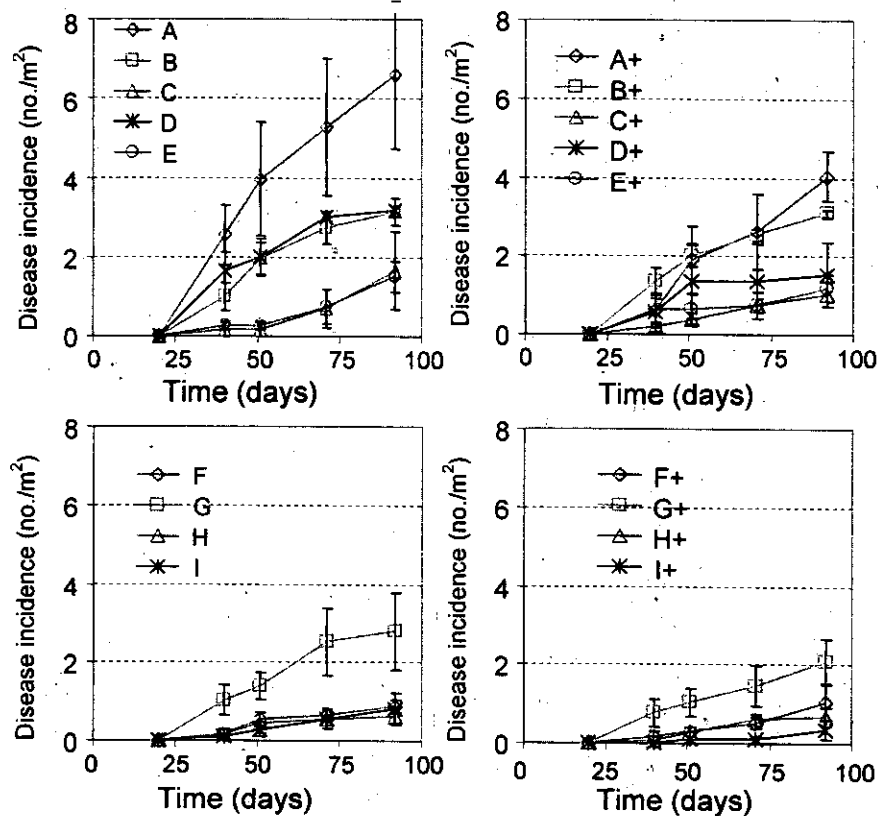 Disease incidence (no./m²)
8
6
4
2
0
A
B
C
D
E
0 25 50 75 100
Time (days)
Disease incidence (no./m²)
8
6
4
2
0
A+
B+
C+
D+
E+
0 25 50 75 100
Time (days)
Disease incidence (no./m²)
8
6
4
2
0
F
G
H
I
0 25 50 75 100
Time (days)
Disease incidence (no./m²)
8
6
4
2
0
F+
G+
H+
I+
0 25 50 75 100
Time (days)